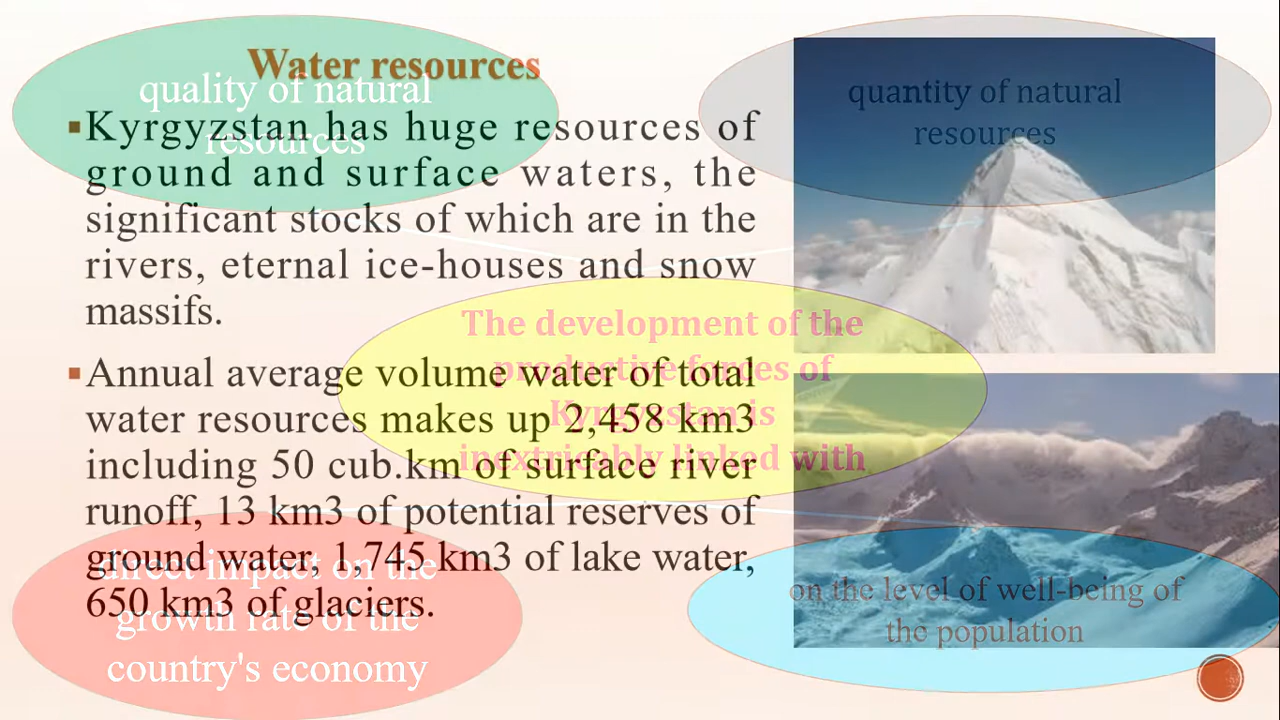 Water resources
▪Kyrgyzstan has huge resources of
ground and surface waters, the
significant stocks of which are in the
rivers, eternal ice-houses and snow
massifs.
▪Annual average volume water of total
water resources makes up 2,458 km3
including 50 cub.km of surface river
runoff, 13 km3 of potential reserves of
ground water, 1,745 km3 of lake water,
650 km3 of glaciers.
quality of natural
resources
quantity of natural
resources
The development of the
productive forces of
Kyrgyzstan is
inextricably linked with
direct impact on the
growth rate of the
country's economy
on the level of well-being of
the population